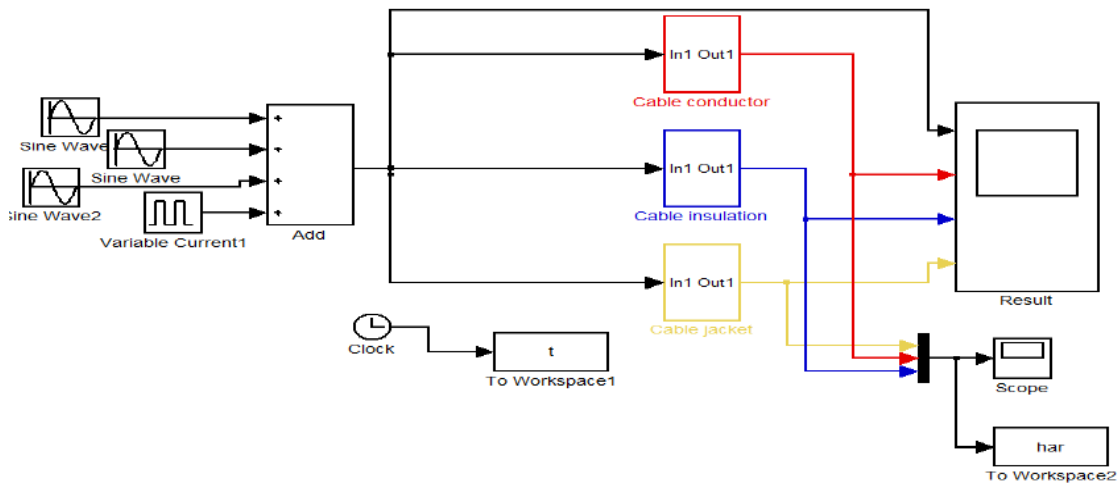 In1 Out1
Cable conductor
Sine Wave
Sine Wave
In1 Out1
Cable insulation
Sine Wave2
Variable Current1
Add
In1 Out1
Cable jacket
Result
Clock
t
To Workspace1
Scope
har
To Workspace2